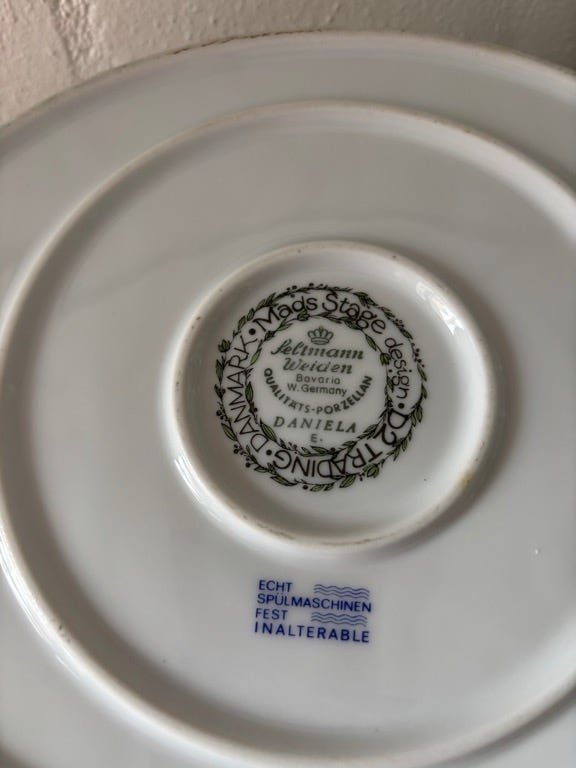 Mads Stage design · D2 TRADING · DANMARK ·
Seltmann
Weiden
Bavaria
W. Germany
QUALITÄTS-PORZELLAN
DANIELA
E.
ECHT
SPÜLMASCHINEN
FEST
INALTERABLE